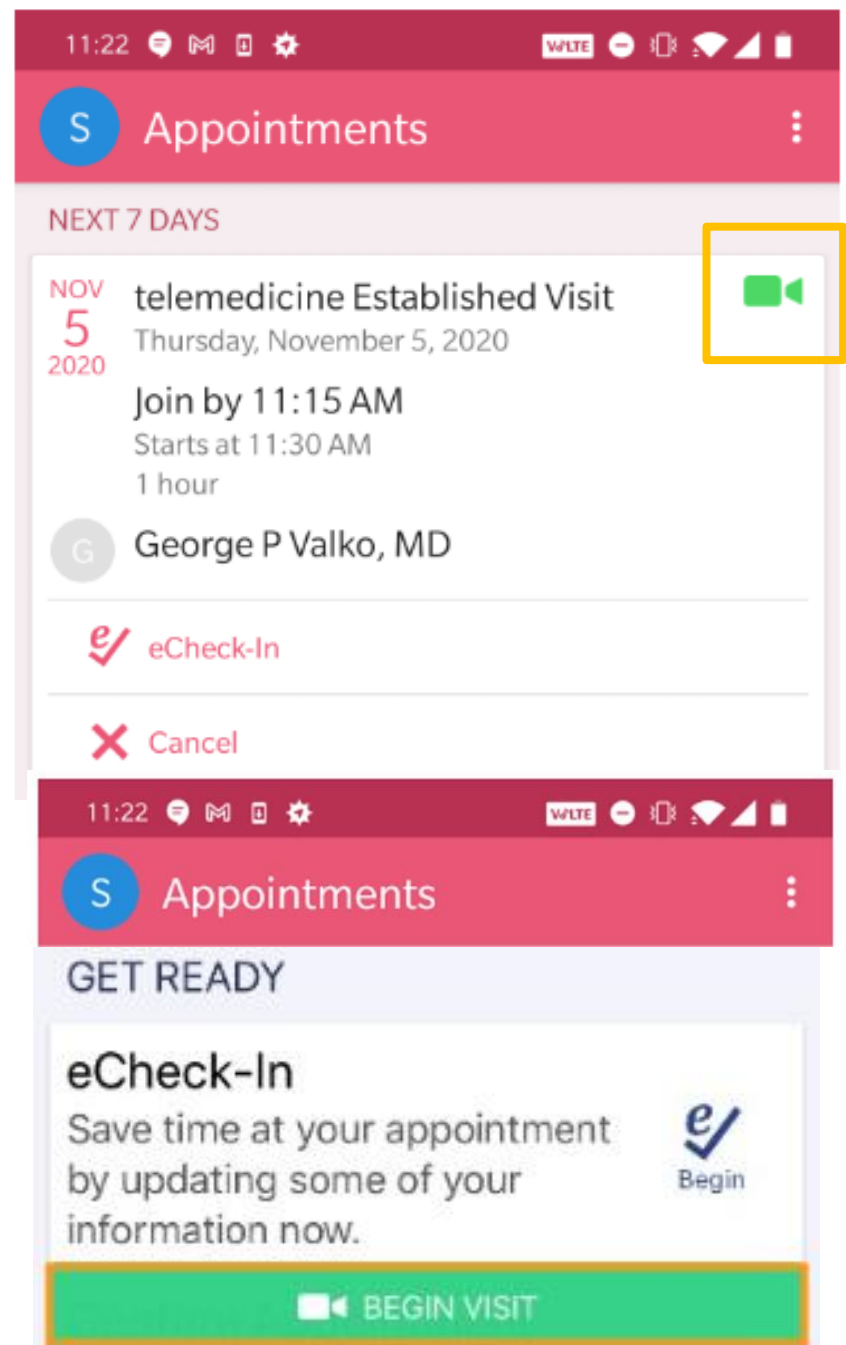 11:22 VoLTE
S Appointments
NEXT 7 DAYS
NOV
5
2020
telemedicine Established Visit
Thursday, November 5, 2020
Join by 11:15 AM
Starts at 11:30 AM
1 hour
G George P Valko, MD
eCheck-In
Cancel
11:22 VoLTE
S Appointments
GET READY
eCheck-In
Save time at your appointment
by updating some of your
information now.
Begin
BEGIN VISIT